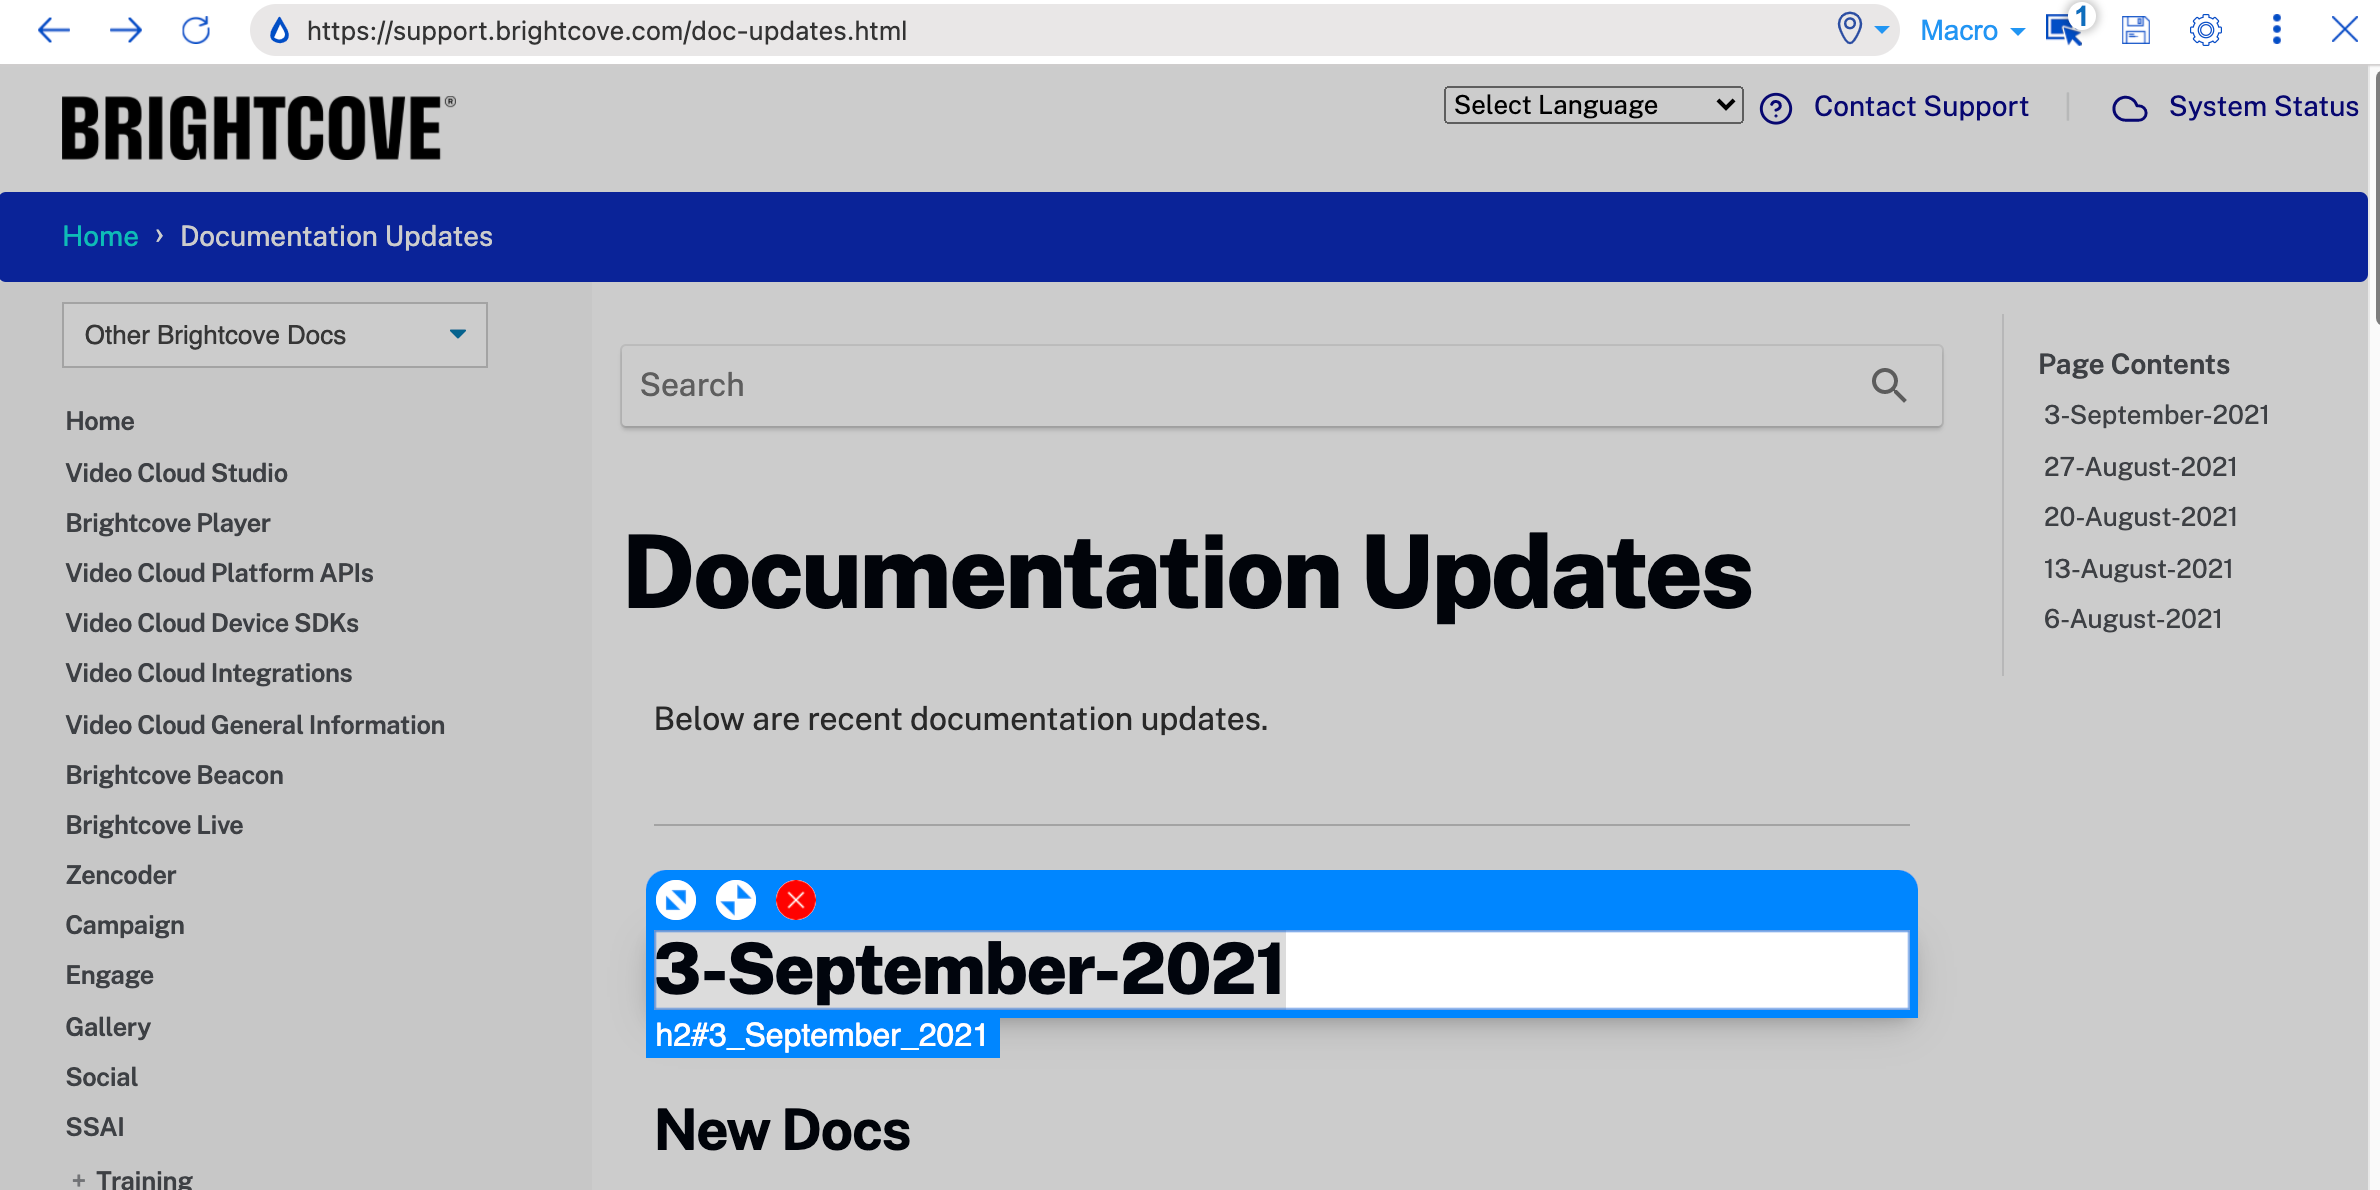 https://support.brightcove.com/doc-updates.html
Macro
1
BRIGHTCOVE®
Select Language
Contact Support
System Status
Home › Documentation Updates
Other Brightcove Docs
Home
Video Cloud Studio
Brightcove Player
Video Cloud Platform APIs
Video Cloud Device SDKs
Video Cloud Integrations
Video Cloud General Information
Brightcove Beacon
Brightcove Live
Zencoder
Campaign
Engage
Gallery
Social
SSAI
+ Training
Search
Documentation Updates
Below are recent documentation updates.
3-September-2021
h2#3_September_2021
New Docs
Page Contents
3-September-2021
27-August-2021
20-August-2021
13-August-2021
6-August-2021